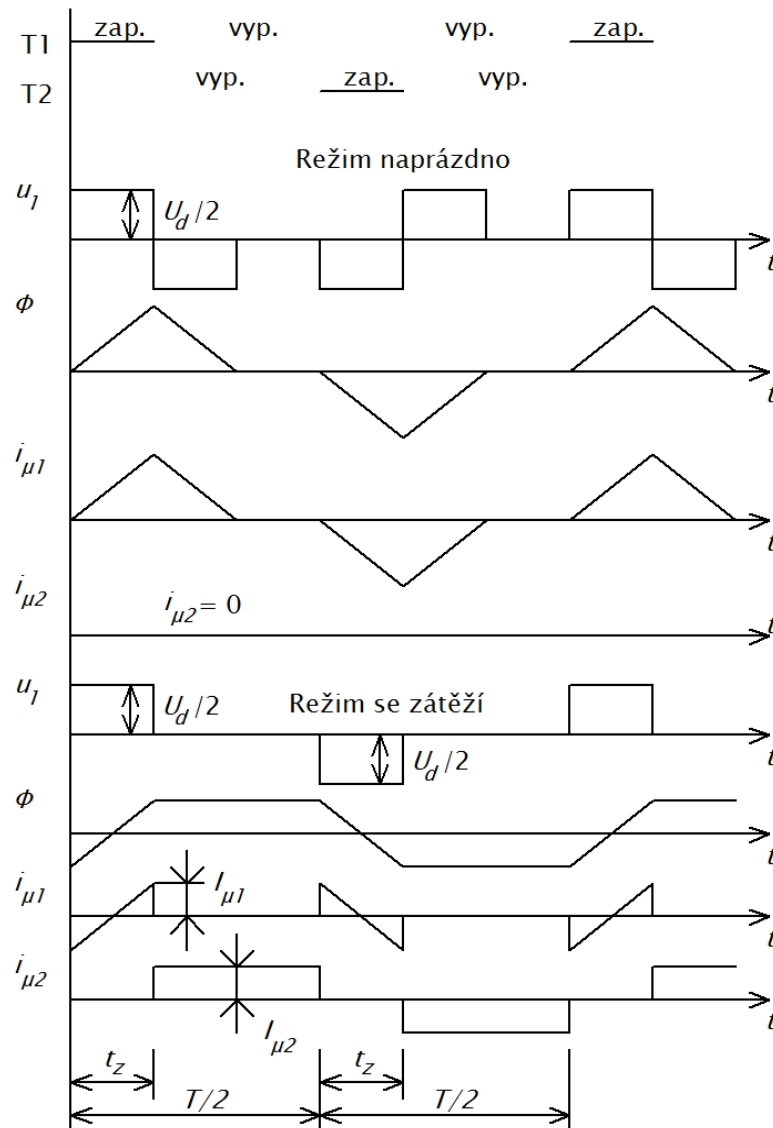 zap. vyp. vyp. zap.
T1
vyp. zap. vyp.
T2
Režim naprázdno
u1
Ud/2
t
Φ
t
iμ1
t
iμ2
iμ2 = 0
t
u1
Ud/2 Režim se zátěží
Ud/2
t
Φ
t
iμ1
Iμ1
t
iμ2
t
Iμ2
tz tz
T/2 T/2